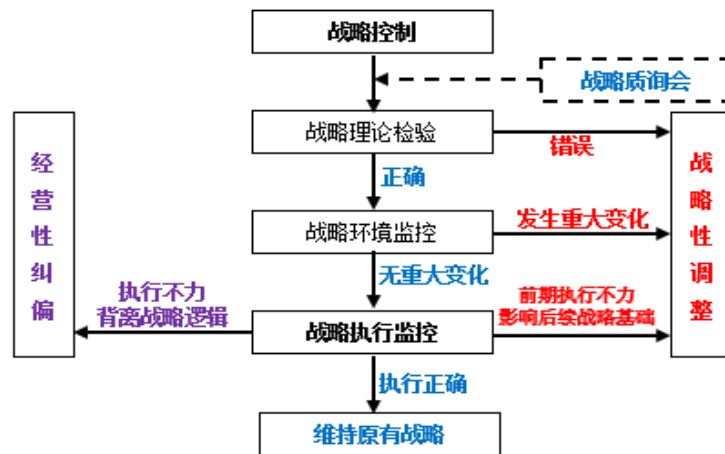 战略控制
战略质询会
战略理论检验
错误
正确
经营性纠偏
战略性调整
战略环境监控
发生重大变化
无重大变化
执行不力
背离战略逻辑
前期执行不力
影响后续战略基础
战略执行监控
执行正确
维持原有战略